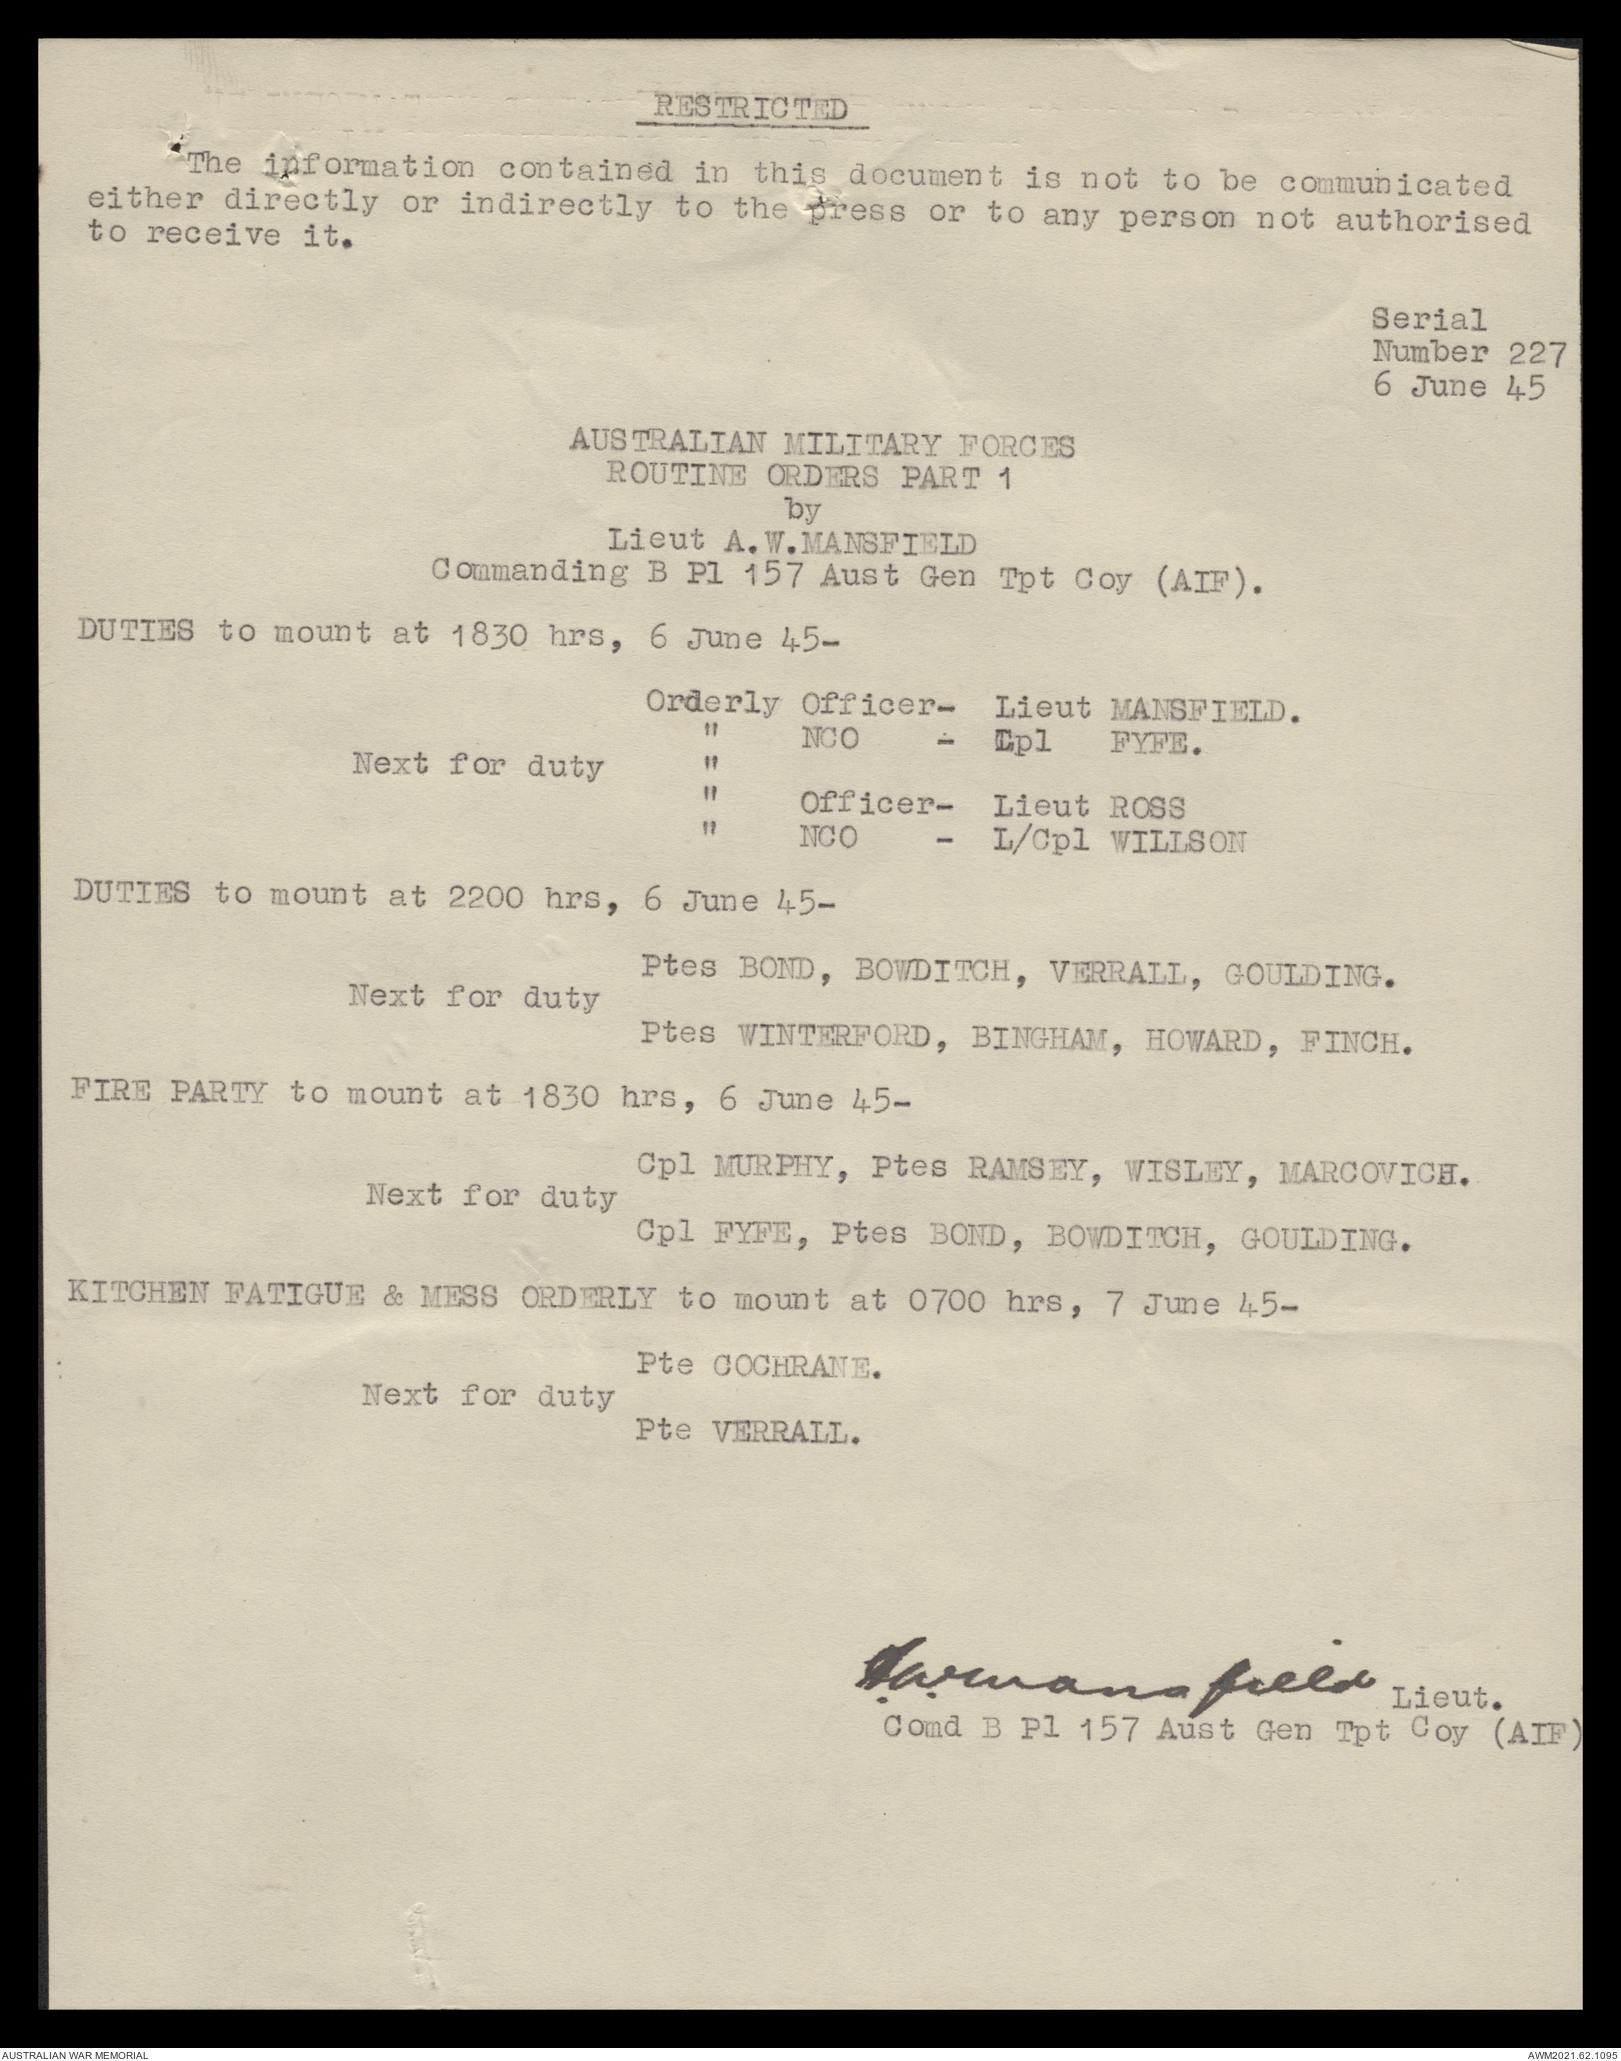 RESTRICTED
The information contained in this document is not to be communicated
either directly or indirectly to the press or to any person not authorised
to receive it.
Serial
Number 227
6 June 45
AUSTRALIAN MILITARY FORCES
ROUTINE ORDERS PART 1
by
Lieut A.W.MANSFIELD
Commanding B Pl 157 Aust Gen Tpt Coy (AIF).
DUTIES to mount at 1830 hrs, 6 June 45-
Orderly Officer- Lieut MANSFIELD.
" NCO - Cpl FYFE.
Next for duty "
" Officer- Lieut ROSS
" NCO - L/Cpl WILLSON
DUTIES to mount at 2200 hrs, 6 June 45-
Ptes BOND, BOWDITCH, VERRALL, GOULDING.
Next for duty
Ptes WINTERFORD, BINGHAM, HOWARD, FINCH.
FIRE PARTY to mount at 1830 hrs, 6 June 45-
Cpl MURPHY, Ptes RAMSEY, WISLEY, MARCOVICH.
Next for duty
Cpl FYFE, Ptes BOND, BOWDITCH, GOULDING.
KITCHEN FATIGUE & MESS ORDERLY to mount at 0700 hrs, 7 June 45-
Pte COCHRANE.
Next for duty
Pte VERRALL.
A.W.Mansfield Lieut.
Comd B Pl 157 Aust Gen Tpt Coy (AIF)
AUSTRALIAN WAR MEMORIAL
AWM2021.62.1095